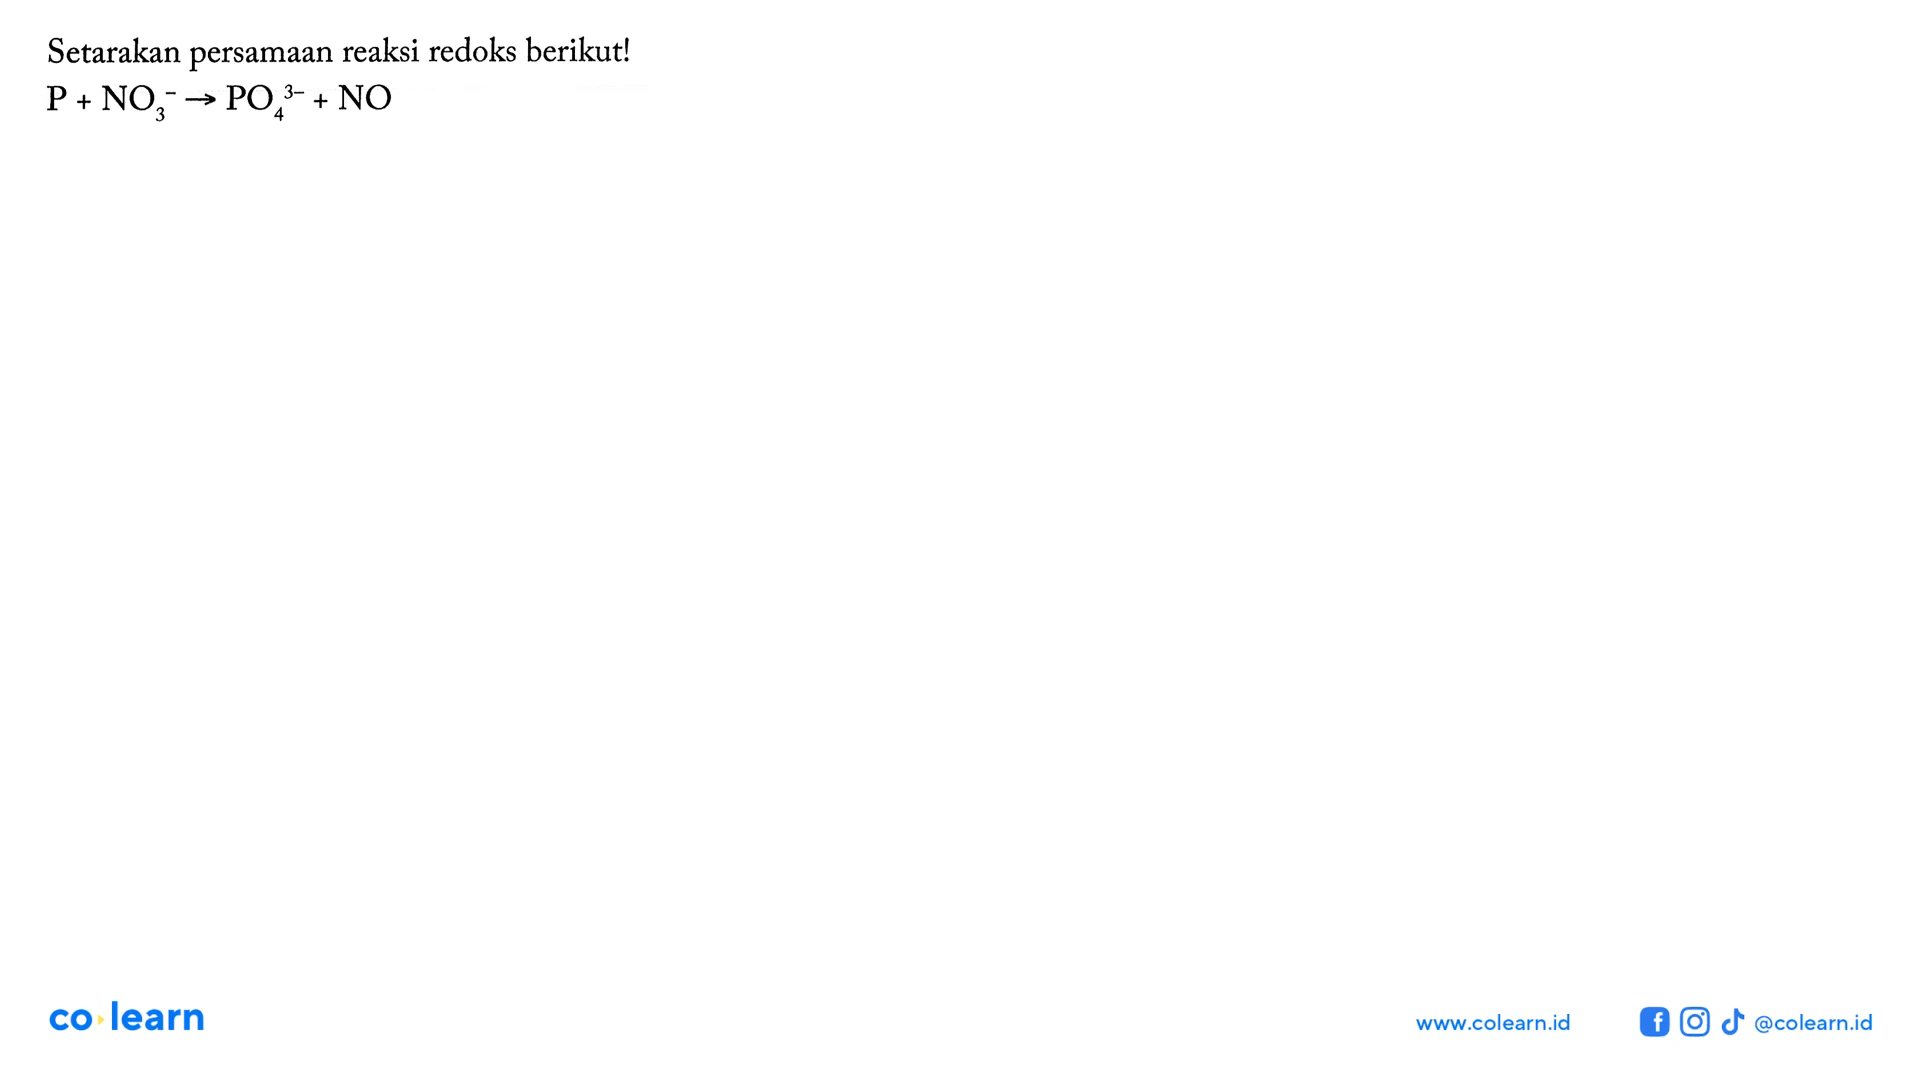 Setarakan persamaan reaksi redoks berikut!
P + NO₃⁻ → PO₄³⁻ + NO
co learn
www.colearn.id @colearn.id